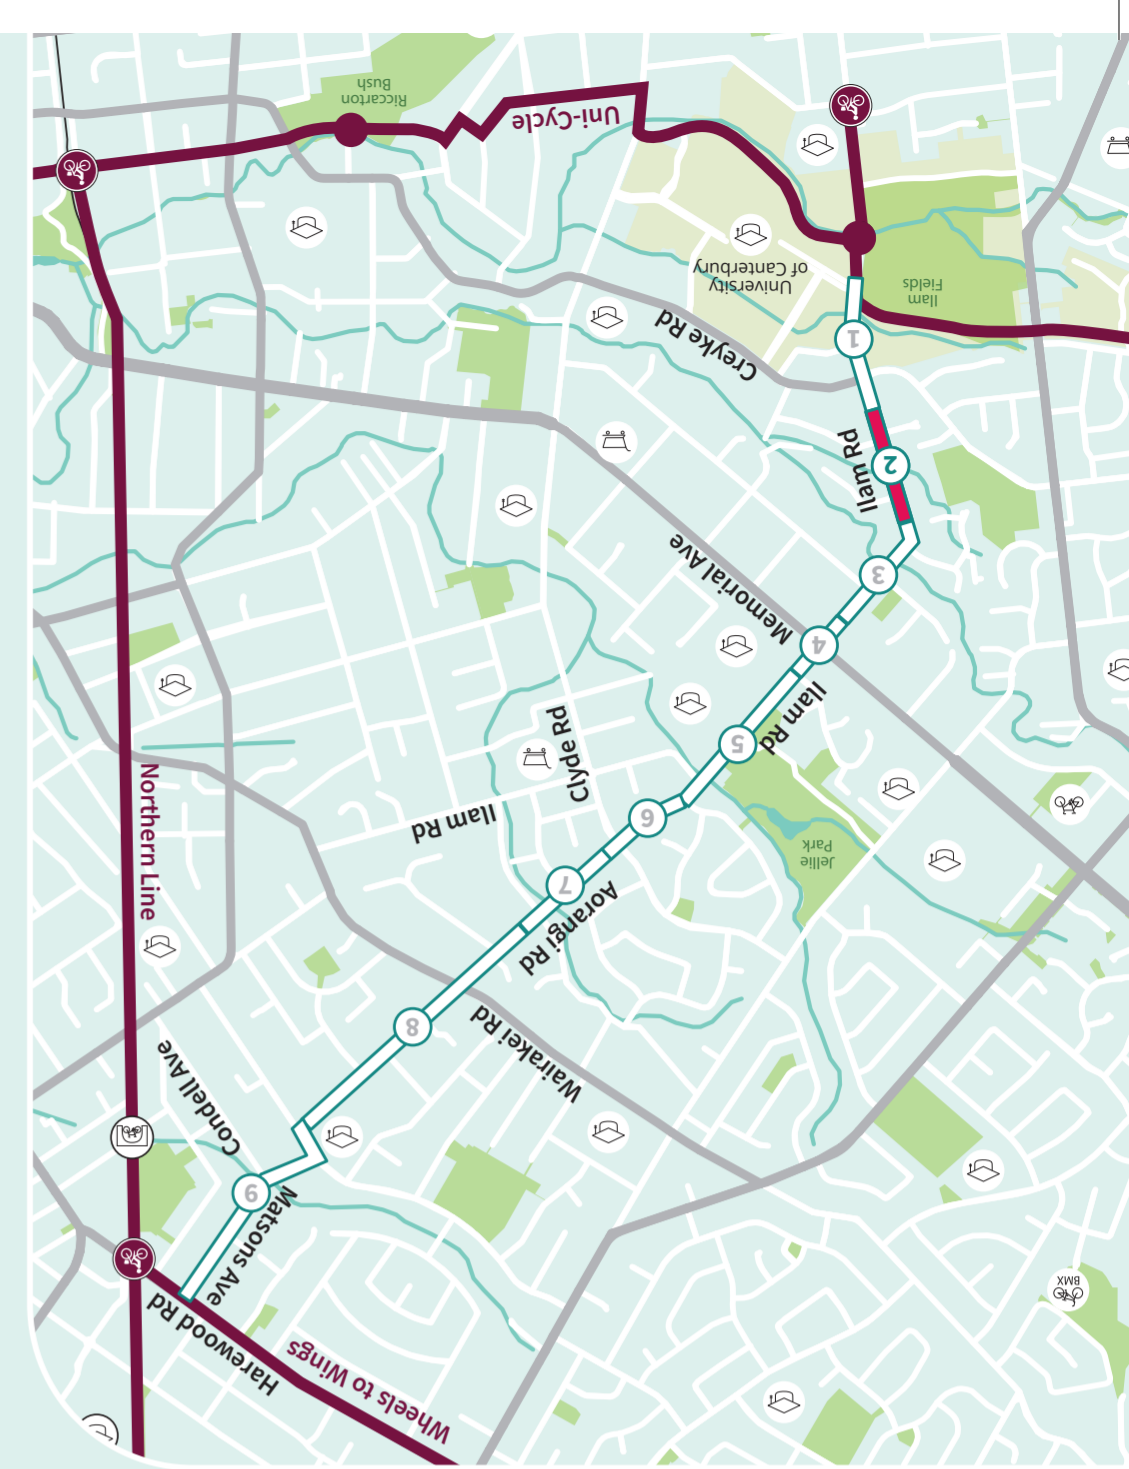 BMX
Wheels to Wings
Harewood Rd
Matsons Ave
9
Condell Ave
Wairakei Rd
8
Aorangi Rd
7
Northern Line
Jellie
Park
6
Ilam Rd
Clyde Rd
5
Ilam Rd
4
Memorial Ave
3
2
Ilam Rd
Creyke Rd
1
Ilam
Fields
University
of Canterbury
Uni-Cycle
Riccarton
Bush